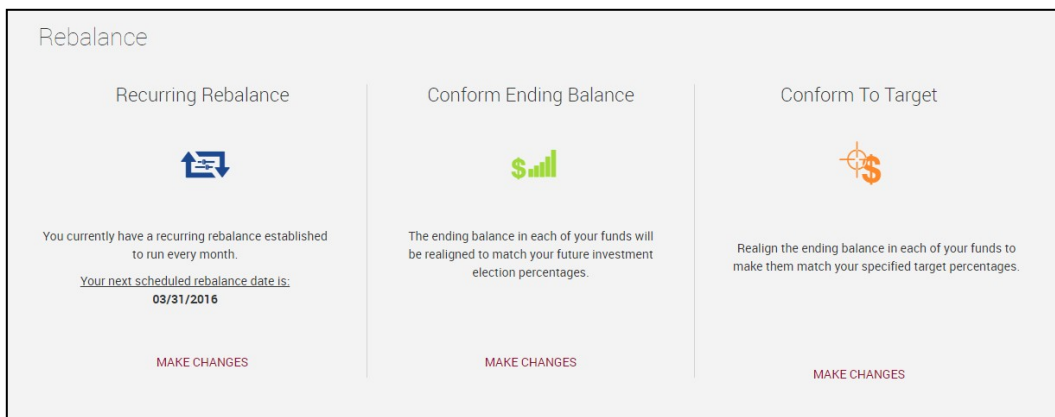 Rebalance
Recurring Rebalance
You currently have a recurring rebalance established
to run every month.
Your next scheduled rebalance date is:
03/31/2016
MAKE CHANGES
Conform Ending Balance
$
The ending balance in each of your funds will
be realigned to match your future investment
election percentages.
MAKE CHANGES
Conform To Target
$
Realign the ending balance in each of your funds to
make them match your specified target percentages.
MAKE CHANGES